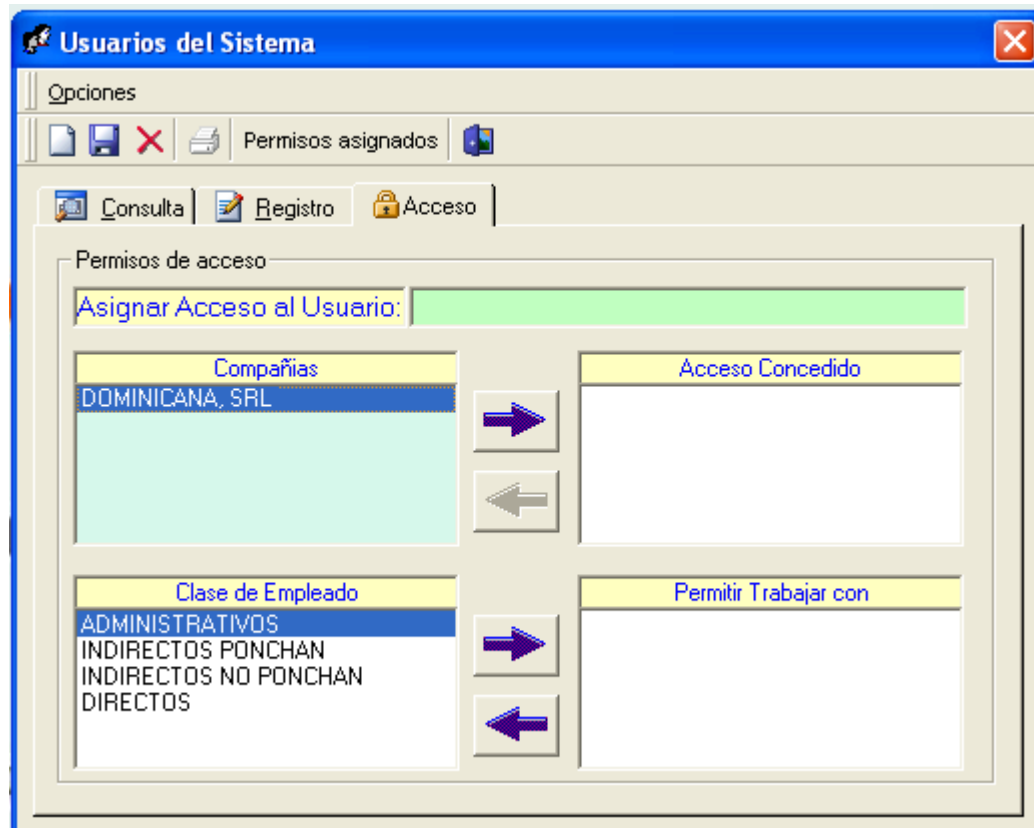 Usuarios del Sistema
Opciones
Permisos asignados
Consulta Registro Acceso
Permisos de acceso
Asignar Acceso al Usuario:
Compañias
DOMINICANA, SRL
Acceso Concedido
Clase de Empleado
ADMINISTRATIVOS
INDIRECTOS PONCHAN
INDIRECTOS NO PONCHAN
DIRECTOS
Permitir Trabajar con